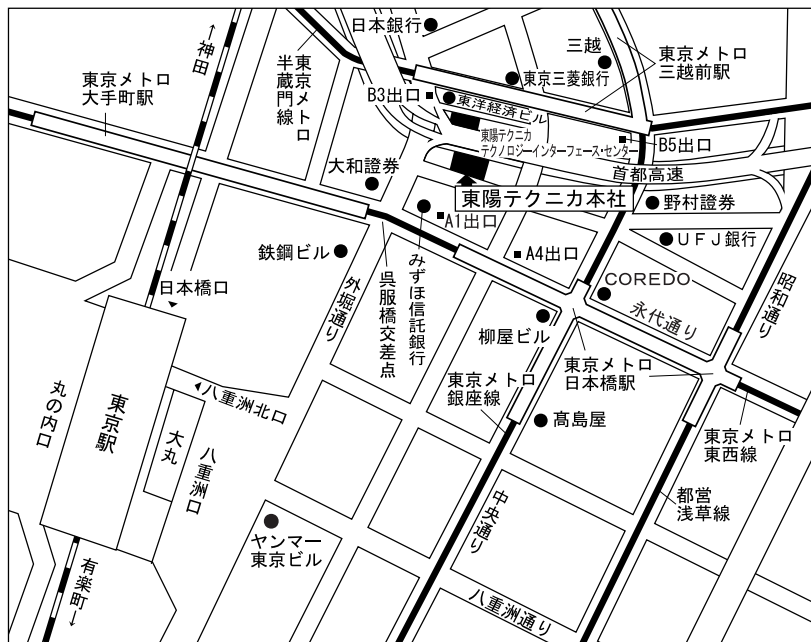 日本銀行
三越
東京メトロ
三越前駅
←神田
東京メトロ
半蔵門線
東京三菱銀行
東京メトロ
大手町駅
B3出口
東洋経済ビル
東陽テクニカ
テクノロジーインターフェース・センター
B5出口
大和證券
首都高速
東陽テクニカ本社
野村證券
A1出口
UFJ銀行
鉄鋼ビル
A4出口
みずほ信託銀行
COREDO
昭和通り
日本橋口
外堀通り
呉服橋交差点
永代通り
柳屋ビル
東京メトロ
日本橋駅
東京メトロ
銀座線
丸の内口
東京駅
八重洲北口
大丸
八重洲口
髙島屋
東京メトロ
東西線
中央通り
都営
浅草線
ヤンマー
東京ビル
有楽町→
八重洲通り